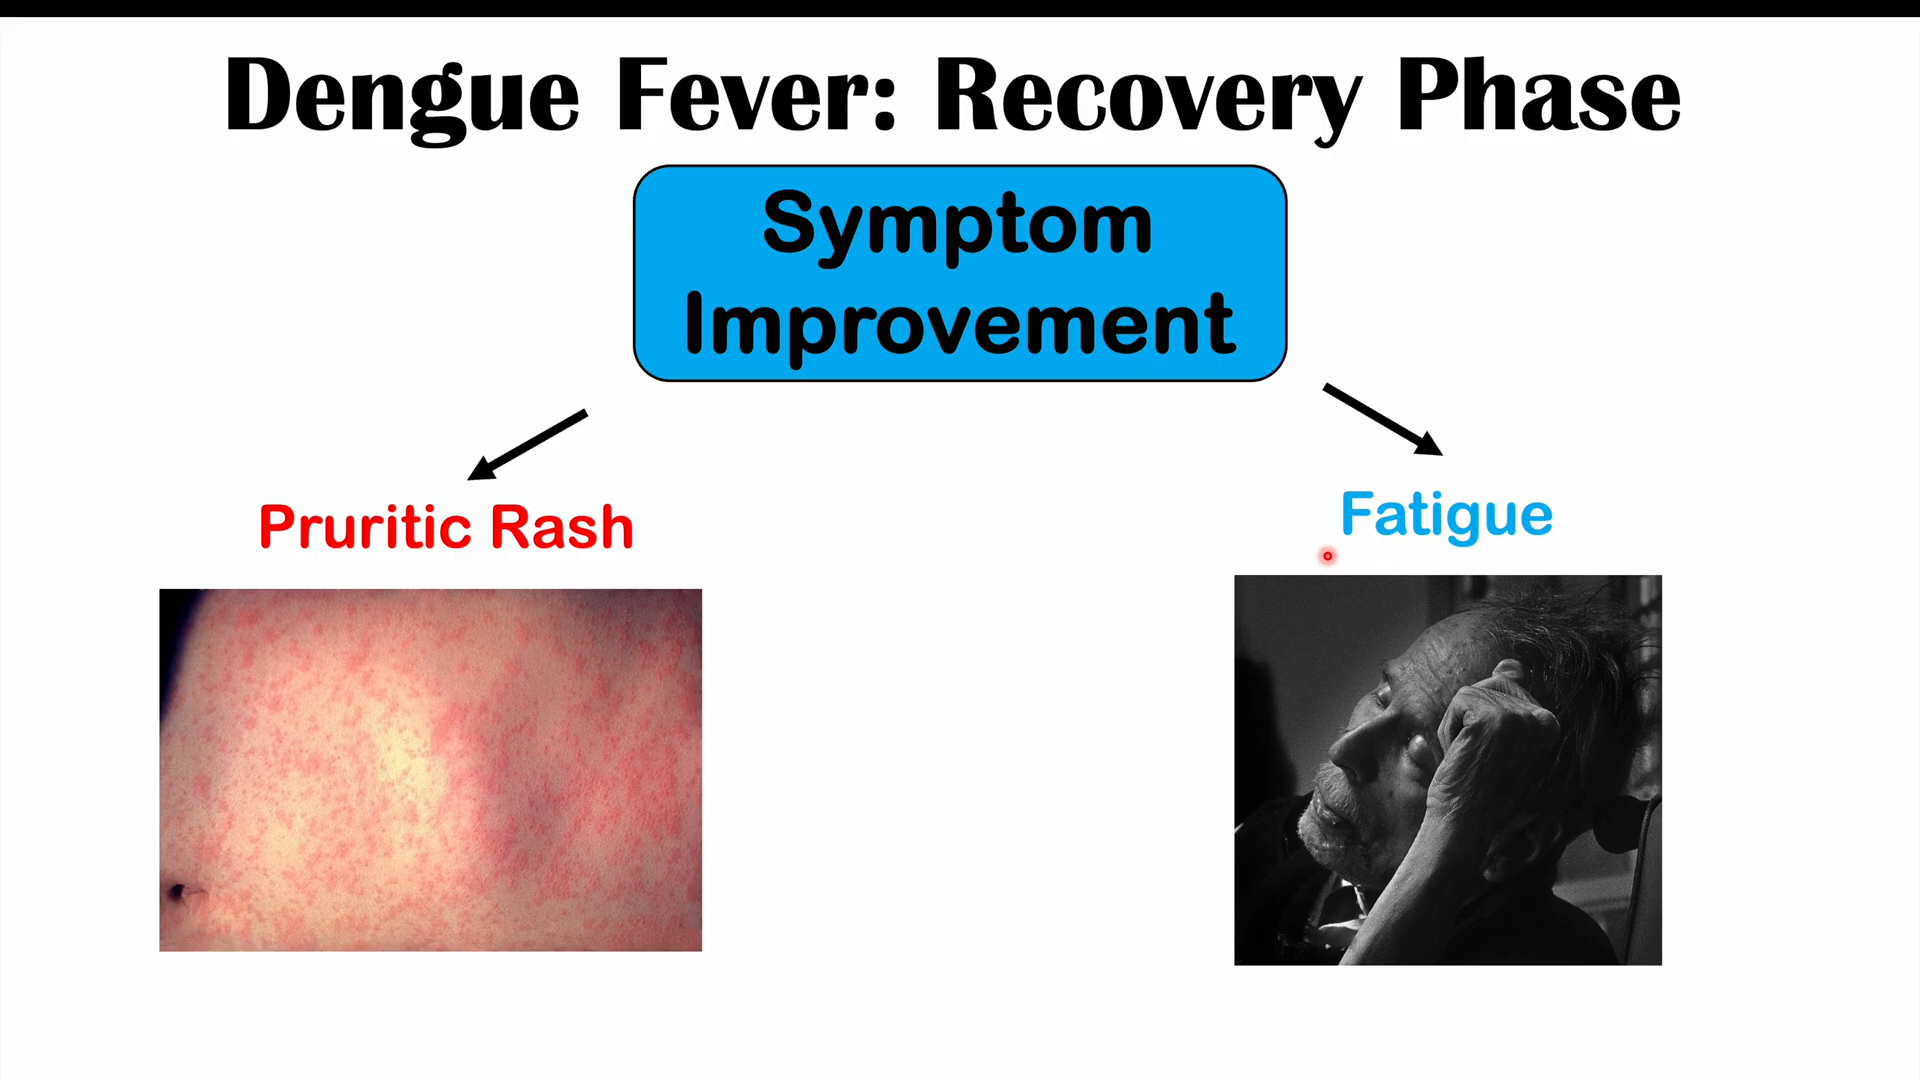 Dengue Fever: Recovery Phase
Symptom
Improvement
Pruritic Rash
Fatigue